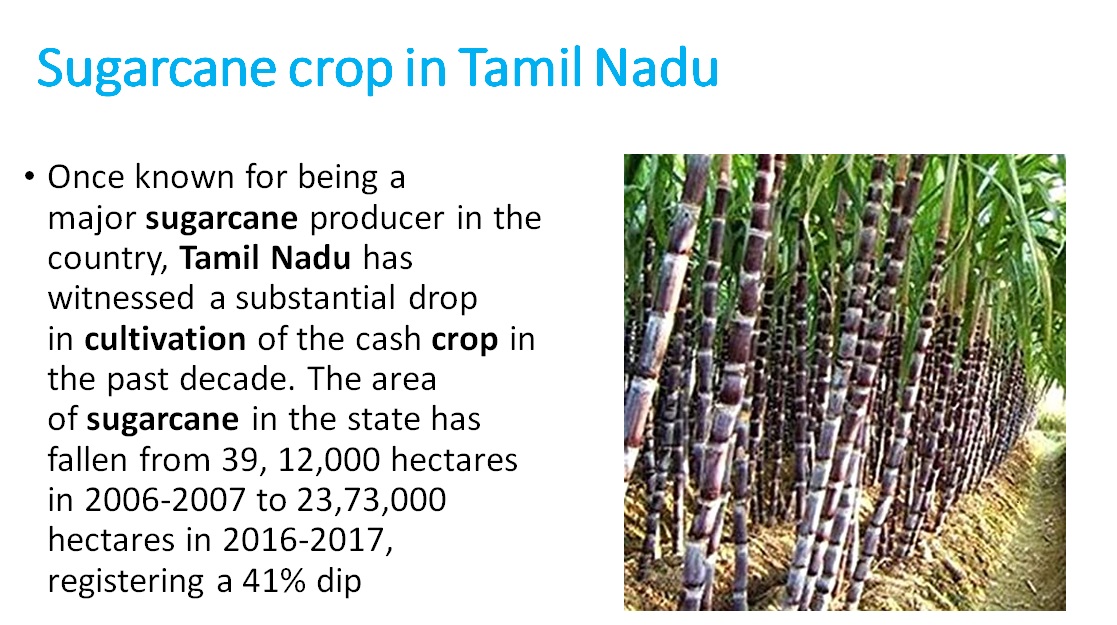 Sugarcane crop in Tamil Nadu
• Once known for being a
major sugarcane producer in the
country, Tamil Nadu has
witnessed a substantial drop
in cultivation of the cash crop in
the past decade. The area
of sugarcane in the state has
fallen from 39, 12,000 hectares
in 2006-2007 to 23,73,000
hectares in 2016-2017,
registering a 41% dip